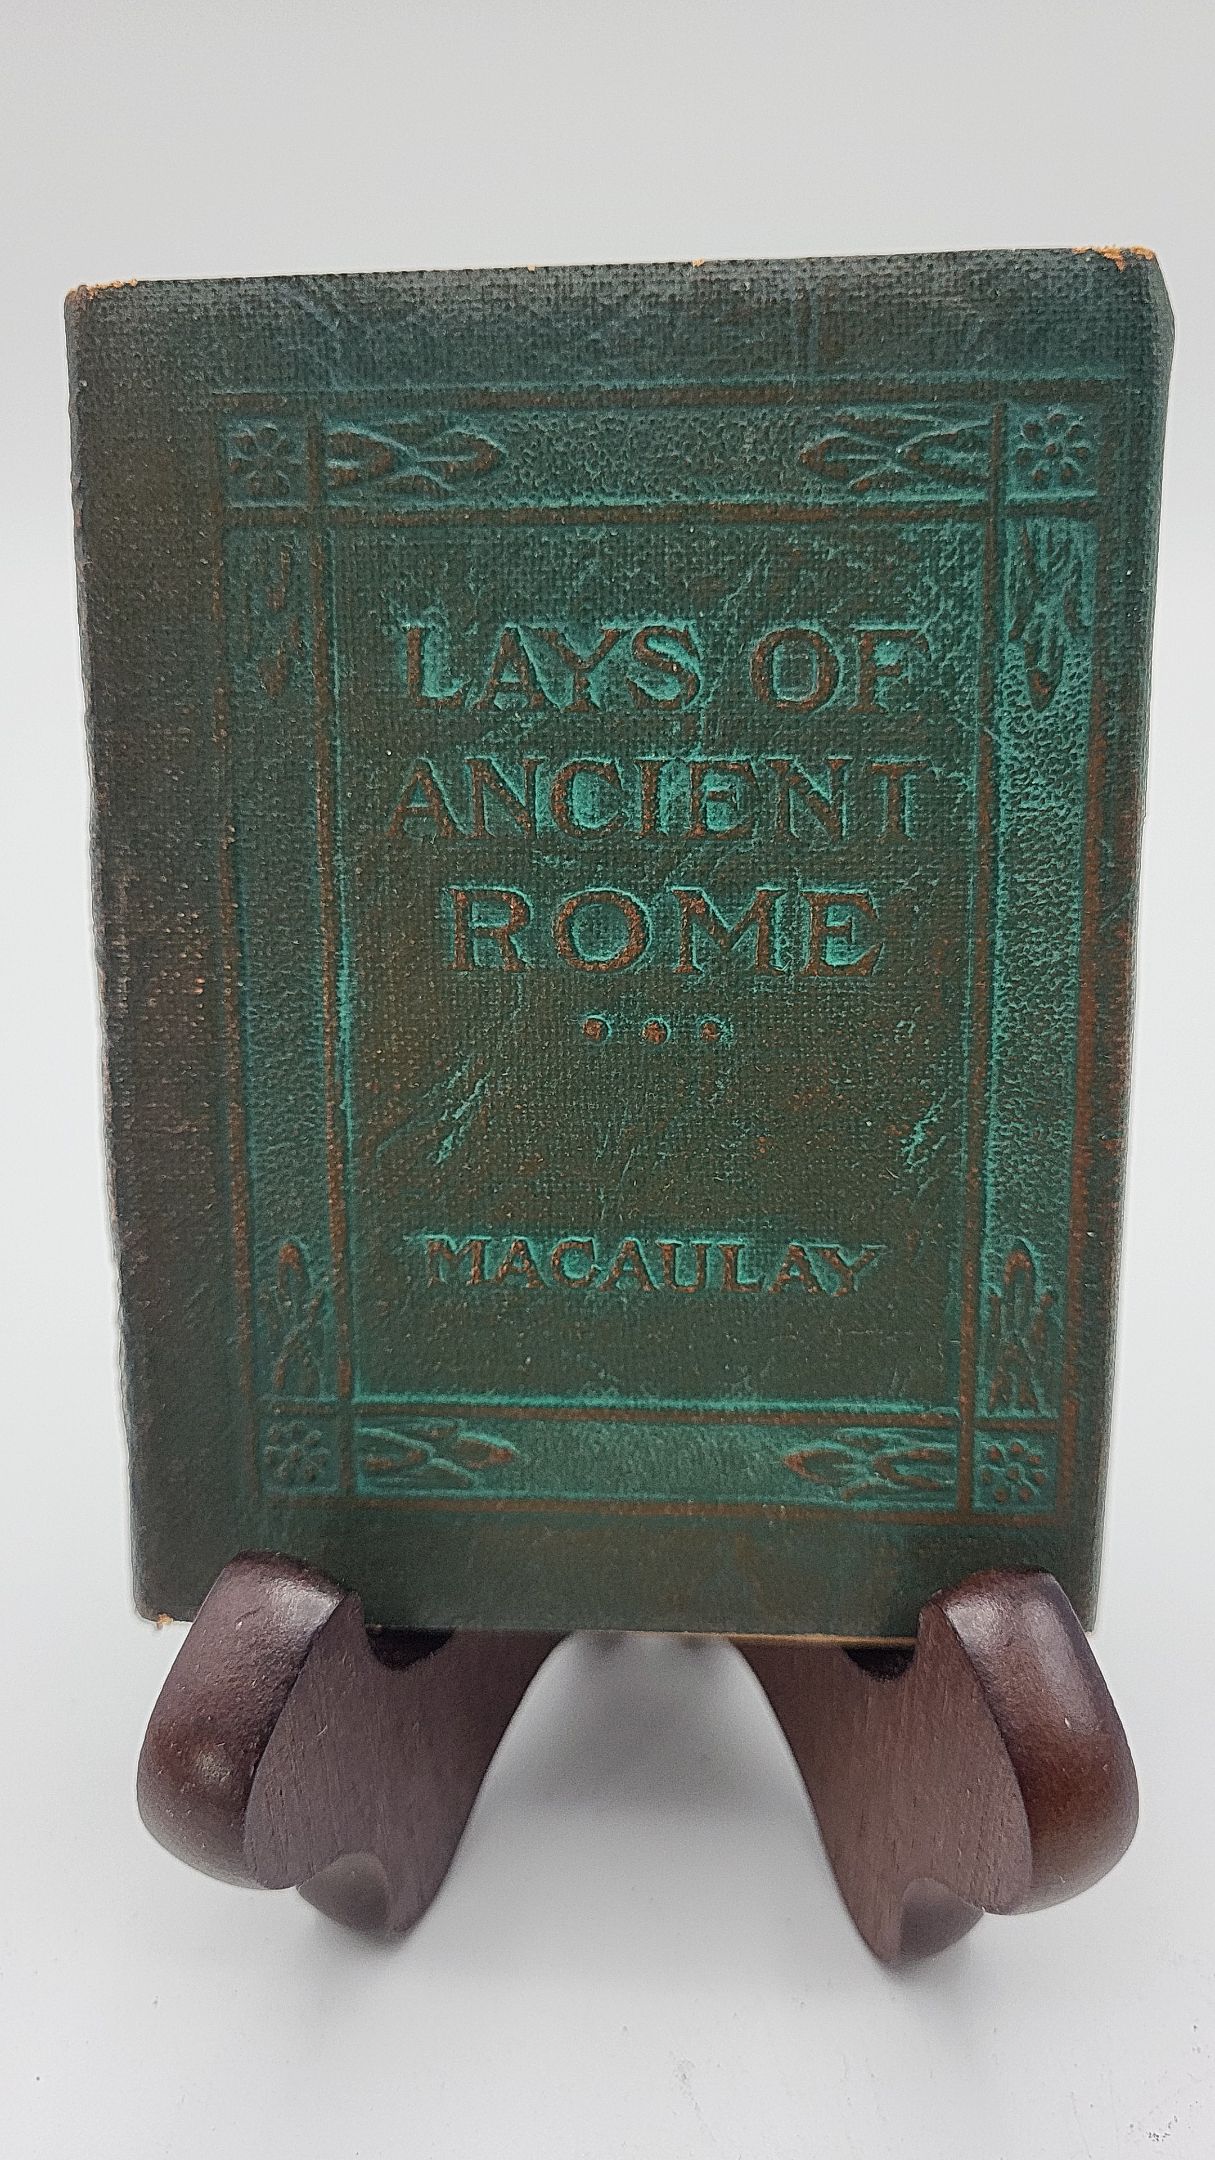 LAYS OF
ANCIENT
ROME
MACAULAY